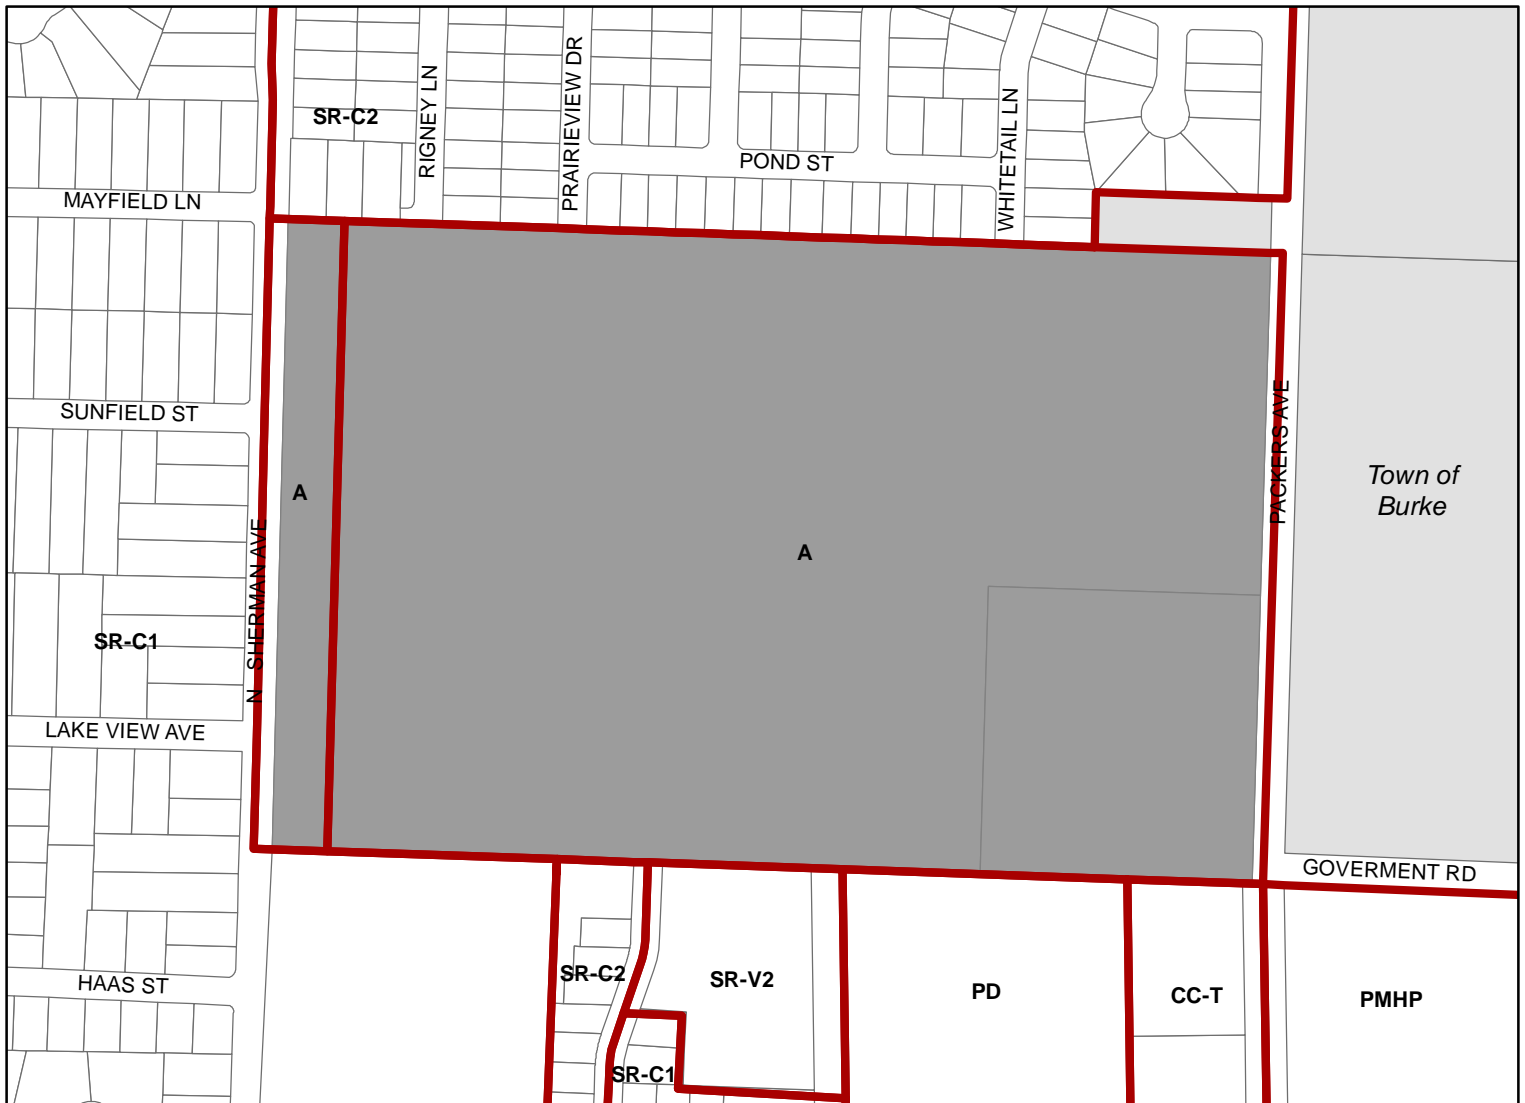 SR-C2
RIGNEY LN
PRAIRIEVIEW DR
POND ST
WHITETAIL LN
MAYFIELD LN
SUNFIELD ST
A
PACKERS AVE
Town of
Burke
A
N SHERMAN AVE
SR-C1
LAKE VIEW AVE
GOVERMENT RD
HAAS ST
SR-C2
SR-V2
PD
CC-T
PMHP
SR-C1